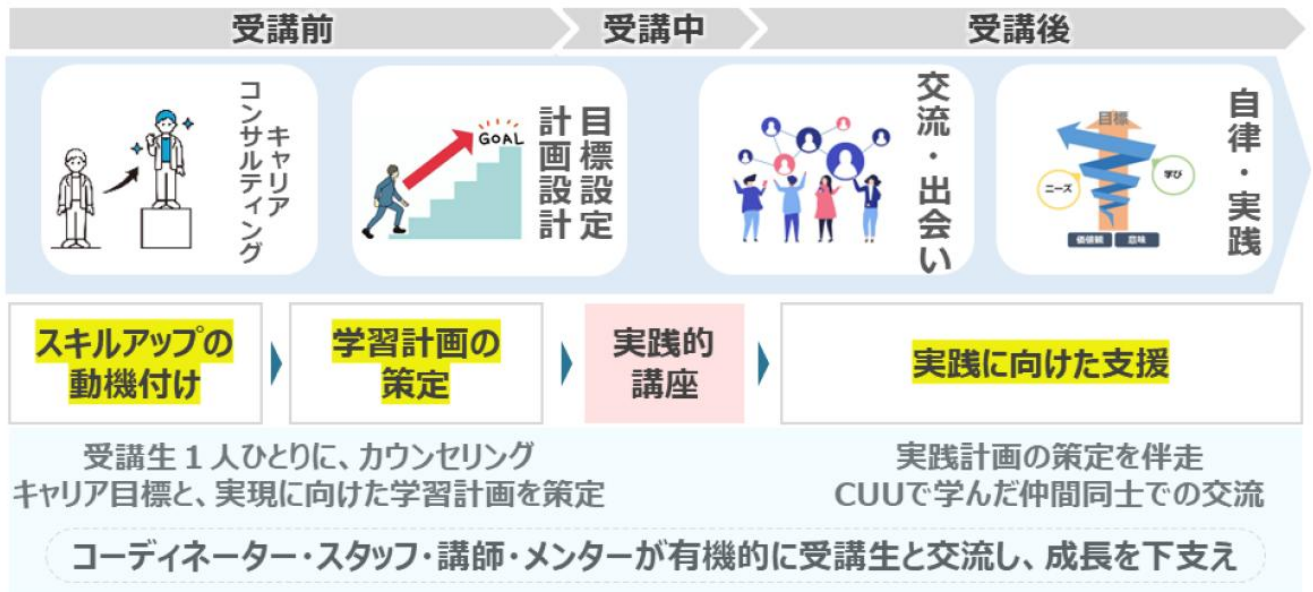 受講前
受講中
受講後
キャリア
コンサルティング
目標設定
計画設計
GOAL
交流・出会い
自律・実践
目標
ニーズ
学び
価値観
意味
スキルアップの
動機付け
学習計画の
策定
実践的
講座
実践に向けた支援
受講生1人ひとりに、カウンセリング
キャリア目標と、実現に向けた学習計画を策定
実践計画の策定を伴走
CUUで学んだ仲間同士での交流
コーディネーター・スタッフ・講師・メンターが有機的に受講生と交流し、成長を下支え